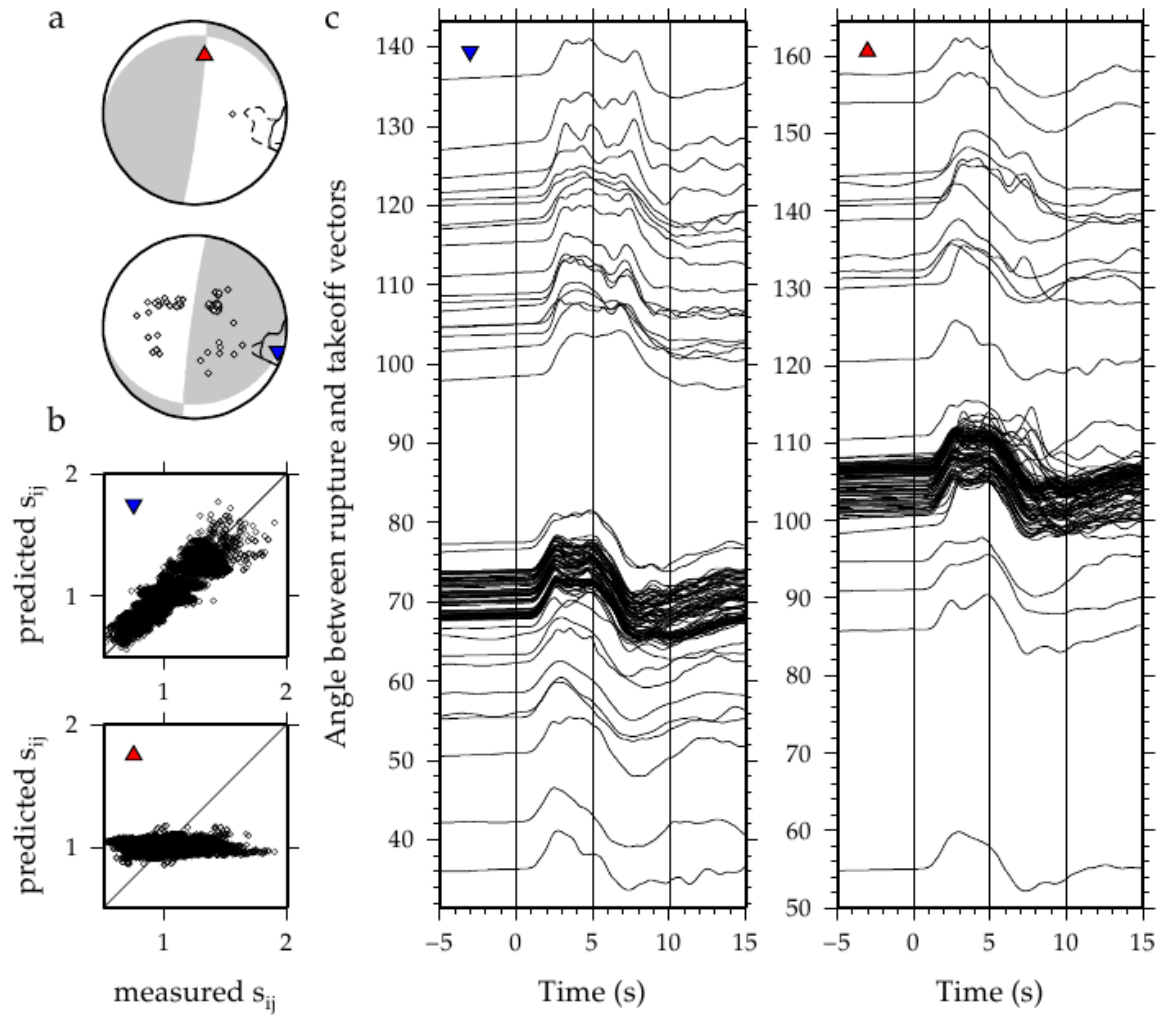 a
b
2
predicted s_ij
1
1
2
2
predicted s_ij
1
1
2
measured s_ij
c
Angle between rupture and takeoff vectors
140
130
120
110
100
90
80
70
60
50
40
−5 0 5 10 15
Time (s)
160
150
140
130
120
110
100
90
80
70
60
50
−5 0 5 10 15
Time (s)